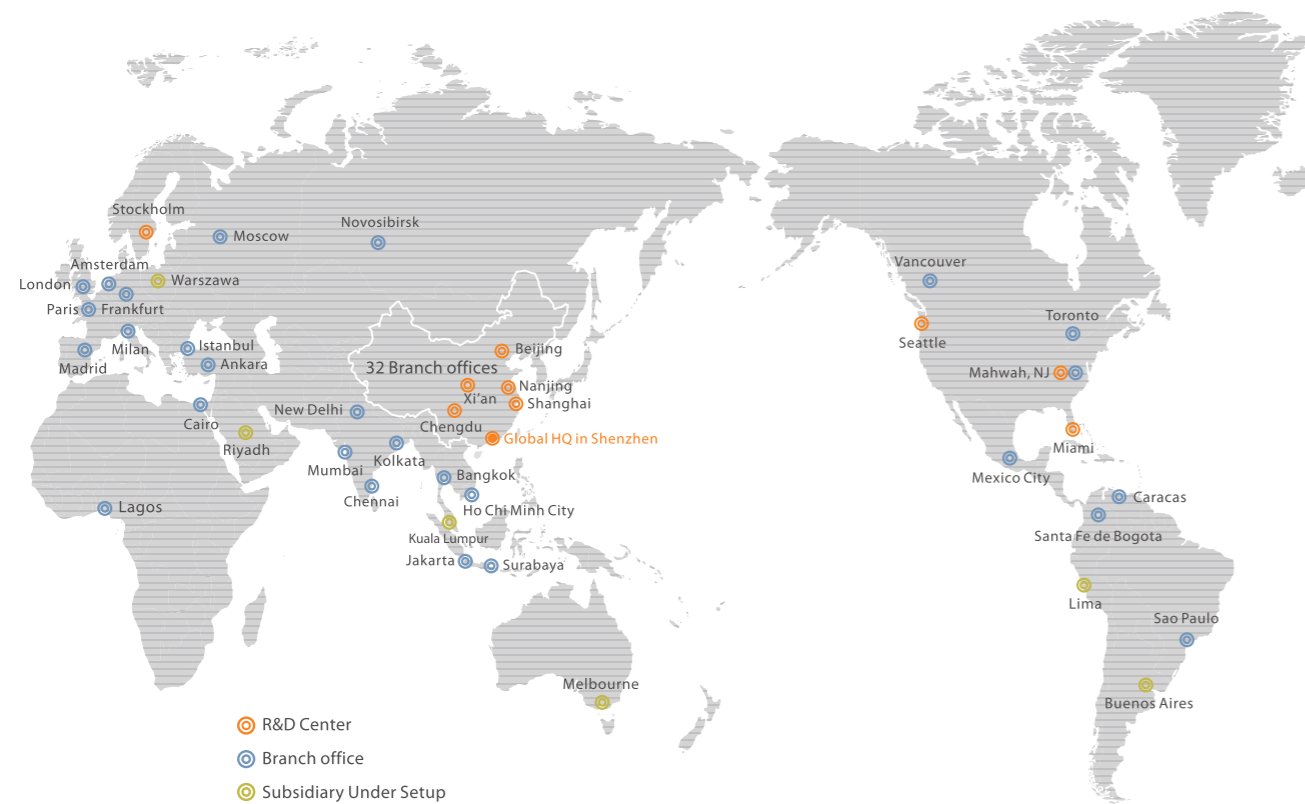 Stockholm
Moscow
Novosibirsk
Amsterdam
London
Warszawa
Paris
Frankfurt
Milan
Istanbul
Madrid
Ankara
Cairo
Riyadh
Lagos
32 Branch offices
Beijing
Xi'an
Nanjing
Shanghai
Chengdu
Global HQ in Shenzhen
New Delhi
Mumbai
Kolkata
Chennai
Bangkok
Ho Chi Minh City
Kuala Lumpur
Jakarta
Surabaya
Melbourne
Vancouver
Toronto
Seattle
Mahwah, NJ
Miami
Mexico City
Caracas
Santa Fe de Bogota
Lima
Sao Paulo
Buenos Aires
R&D Center
Branch office
Subsidiary Under Setup